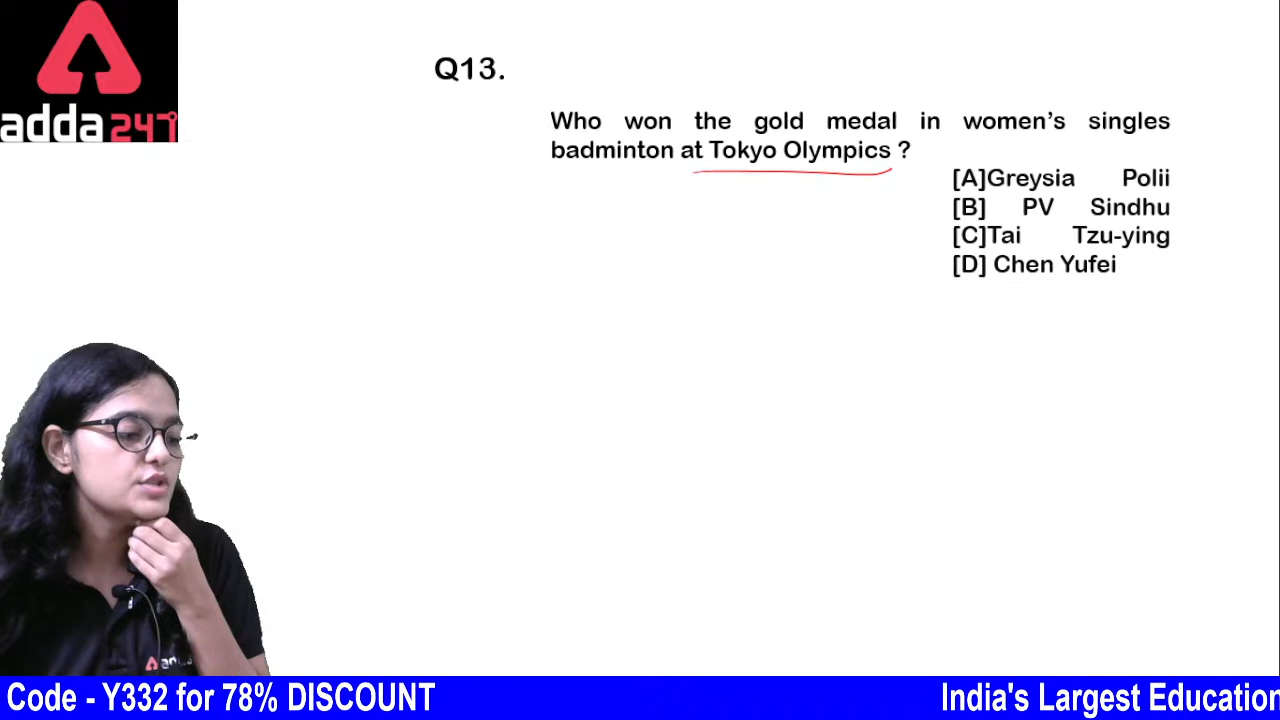 adda247
Q13.
Who won the gold medal in women's singles
badminton at Tokyo Olympics ?
[A]Greysia Polii
[B] PV Sindhu
[C]Tai Tzu-ying
[D] Chen Yufei
Code - Y332 for 78% DISCOUNT
India's Largest Education